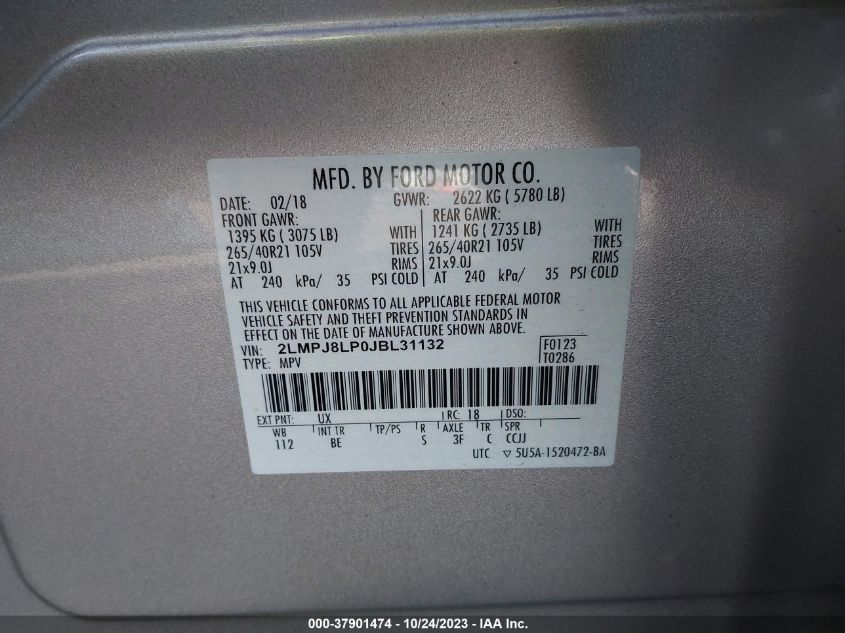 MFD. BY FORD MOTOR CO.
DATE: 02/18 GVWR: 2622 KG ( 5780 LB)
FRONT GAWR: REAR GAWR:
1395 KG ( 3075 LB) WITH 1241 KG ( 2735 LB) WITH
265/40R21 105V TIRES 265/40R21 105V TIRES
21x9.0J RIMS 21x9.0J RIMS
AT 240 kPa/ 35 PSI COLD AT 240 kPa/ 35 PSI COLD
THIS VEHICLE CONFORMS TO ALL APPLICABLE FEDERAL MOTOR
VEHICLE SAFETY AND THEFT PREVENTION STANDARDS IN
EFFECT ON THE DATE OF MANUFACTURE SHOWN ABOVE.
VIN: 2LMPJ8LP0JBL31132 F0123
TYPE: MPV T0286
EXT PNT: UX RC: 18 DSO:
WB INT TR TP/PS R AXLE TR SPR
112 BE S 3F C CCJJ
UTC ▽ 5U5A-1520472-BA
000-37901474 - 10/24/2023 - IAA Inc.